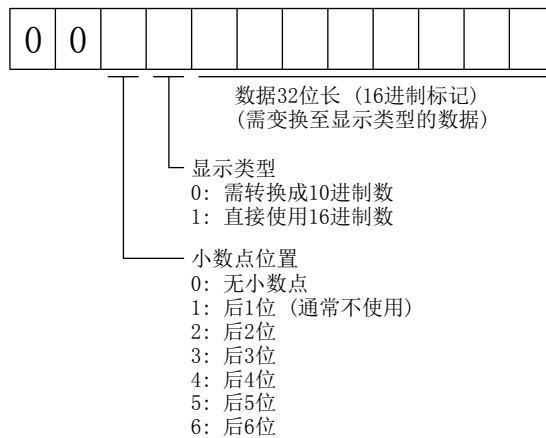 0 0
数据32位长 (16进制标记)
(需变换至显示类型的数据)
显示类型
0: 需转换成10进制数
1: 直接使用16进制数
小数点位置
0: 无小数点
1: 后1位 (通常不使用)
2: 后2位
3: 后3位
4: 后4位
5: 后5位
6: 后6位